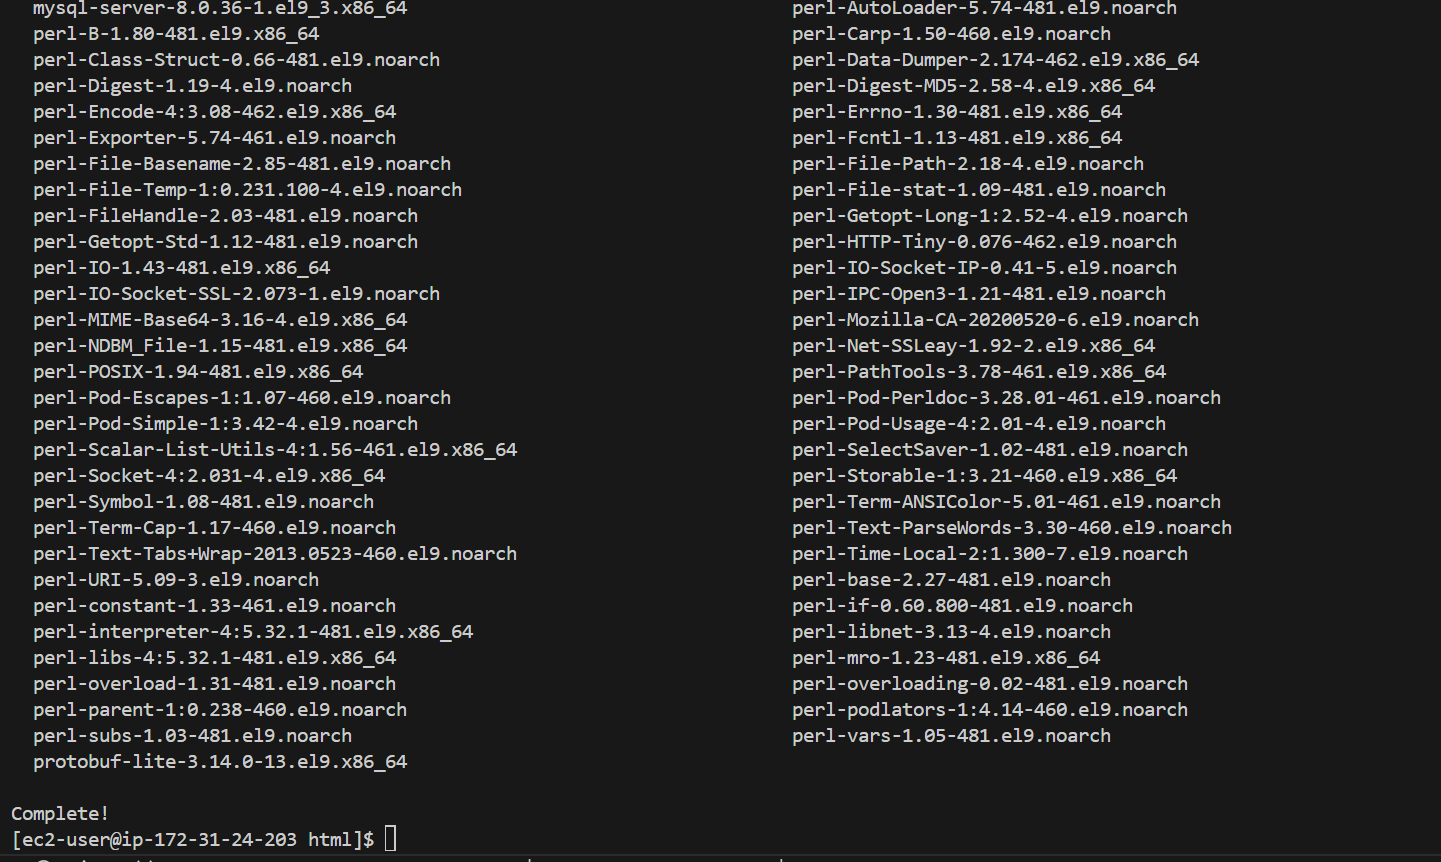 mysql-server-8.0.36-1.el9_3.x86_64 perl-AutoLoader-5.74-481.el9.noarch
perl-B-1.80-481.el9.x86_64 perl-Carp-1.50-460.el9.noarch
perl-Class-Struct-0.66-481.el9.noarch perl-Data-Dumper-2.174-462.el9.x86_64
perl-Digest-1.19-4.el9.noarch perl-Digest-MD5-2.58-4.el9.x86_64
perl-Encode-4:3.08-462.el9.x86_64 perl-Errno-1.30-481.el9.x86_64
perl-Exporter-5.74-461.el9.noarch perl-Fcntl-1.13-481.el9.x86_64
perl-File-Basename-2.85-481.el9.noarch perl-File-Path-2.18-4.el9.noarch
perl-File-Temp-1:0.231.100-4.el9.noarch perl-File-stat-1.09-481.el9.noarch
perl-FileHandle-2.03-481.el9.noarch perl-Getopt-Long-1:2.52-4.el9.noarch
perl-Getopt-Std-1.12-481.el9.noarch perl-HTTP-Tiny-0.076-462.el9.noarch
perl-IO-1.43-481.el9.x86_64 perl-IO-Socket-IP-0.41-5.el9.noarch
perl-IO-Socket-SSL-2.073-1.el9.noarch perl-IPC-Open3-1.21-481.el9.noarch
perl-MIME-Base64-3.16-4.el9.x86_64 perl-Mozilla-CA-20200520-6.el9.noarch
perl-NDBM_File-1.15-481.el9.x86_64 perl-Net-SSLeay-1.92-2.el9.x86_64
perl-POSIX-1.94-481.el9.x86_64 perl-PathTools-3.78-461.el9.x86_64
perl-Pod-Escapes-1:1.07-460.el9.noarch perl-Pod-Perldoc-3.28.01-461.el9.noarch
perl-Pod-Simple-1:3.42-4.el9.noarch perl-Pod-Usage-4:2.01-4.el9.noarch
perl-Scalar-List-Utils-4:1.56-461.el9.x86_64 perl-SelectSaver-1.02-481.el9.noarch
perl-Socket-4:2.031-4.el9.x86_64 perl-Storable-1:3.21-460.el9.x86_64
perl-Symbol-1.08-481.el9.noarch perl-Term-ANSIColor-5.01-461.el9.noarch
perl-Term-Cap-1.17-460.el9.noarch perl-Text-ParseWords-3.30-460.el9.noarch
perl-Text-Tabs+Wrap-2013.0523-460.el9.noarch perl-Time-Local-2:1.300-7.el9.noarch
perl-URI-5.09-3.el9.noarch perl-base-2.27-481.el9.noarch
perl-constant-1.33-461.el9.noarch perl-if-0.60.800-481.el9.noarch
perl-interpreter-4:5.32.1-481.el9.x86_64 perl-libnet-3.13-4.el9.noarch
perl-libs-4:5.32.1-481.el9.x86_64 perl-mro-1.23-481.el9.x86_64
perl-overload-1.31-481.el9.noarch perl-overloading-0.02-481.el9.noarch
perl-parent-1:0.238-460.el9.noarch perl-podlators-1:4.14-460.el9.noarch
perl-subs-1.03-481.el9.noarch perl-vars-1.05-481.el9.noarch
protobuf-lite-3.14.0-13.el9.x86_64
Complete!
[ec2-user@ip-172-31-24-203 html]$